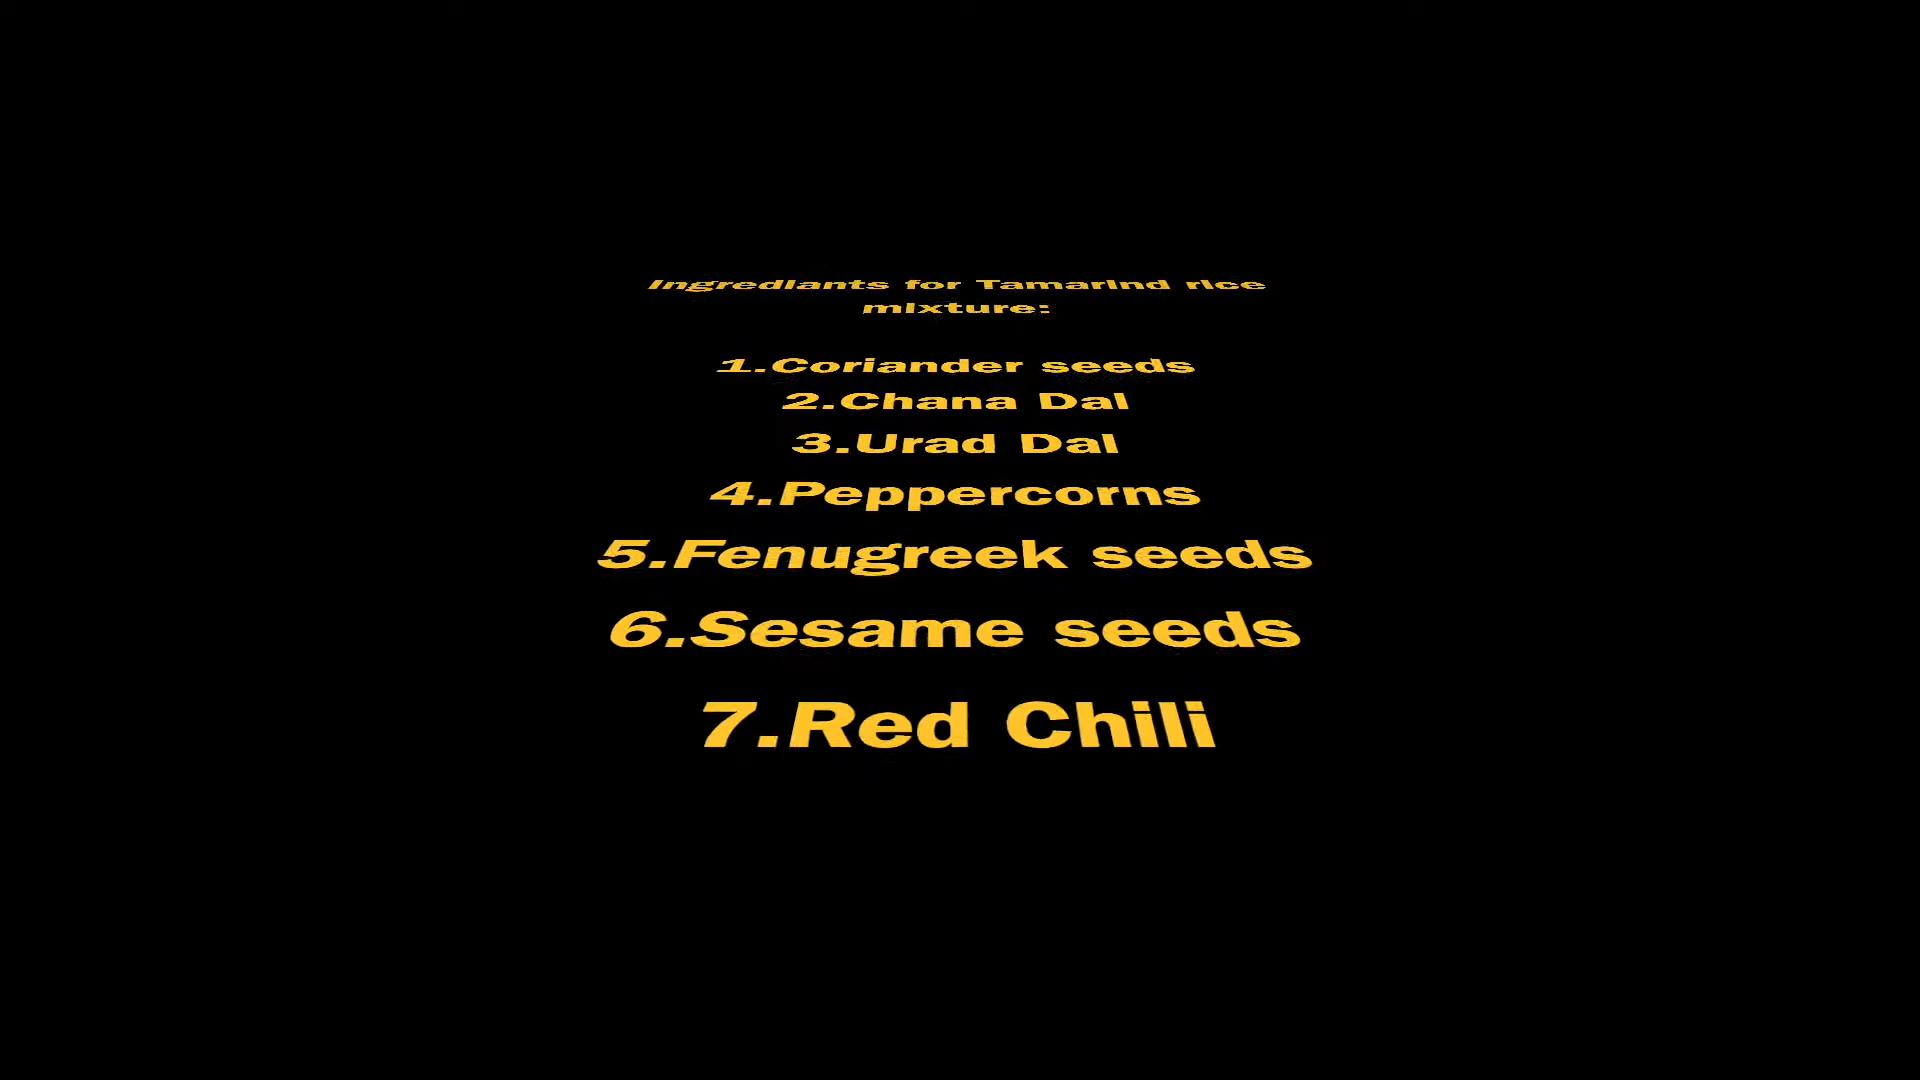 Ingrediants for Tamarind rice
mixture:
1.Coriander seeds
2.Chana Dal
3.Urad Dal
4.Peppercorns
5.Fenugreek seeds
6.Sesame seeds
7.Red Chili